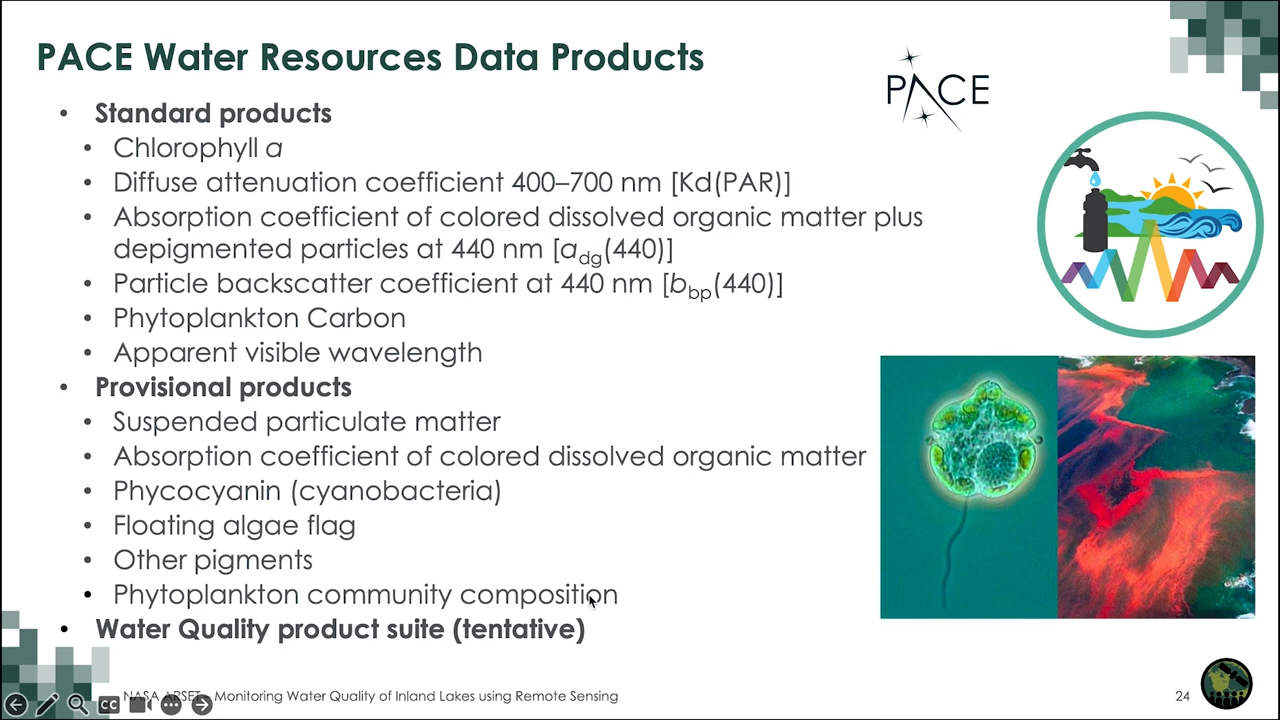 PACE Water Resources Data Products
PACE
• Standard products
• Chlorophyll a
• Diffuse attenuation coefficient 400–700 nm [Kd(PAR)]
• Absorption coefficient of colored dissolved organic matter plus
depigmented particles at 440 nm [adg(440)]
• Particle backscatter coefficient at 440 nm [bbp(440)]
• Phytoplankton Carbon
• Apparent visible wavelength
• Provisional products
• Suspended particulate matter
• Absorption coefficient of colored dissolved organic matter
• Phycocyanin (cyanobacteria)
• Floating algae flag
• Other pigments
• Phytoplankton community composition
• Water Quality product suite (tentative)
CC
NASA ARSET – Monitoring Water Quality of Inland Lakes using Remote Sensing
24